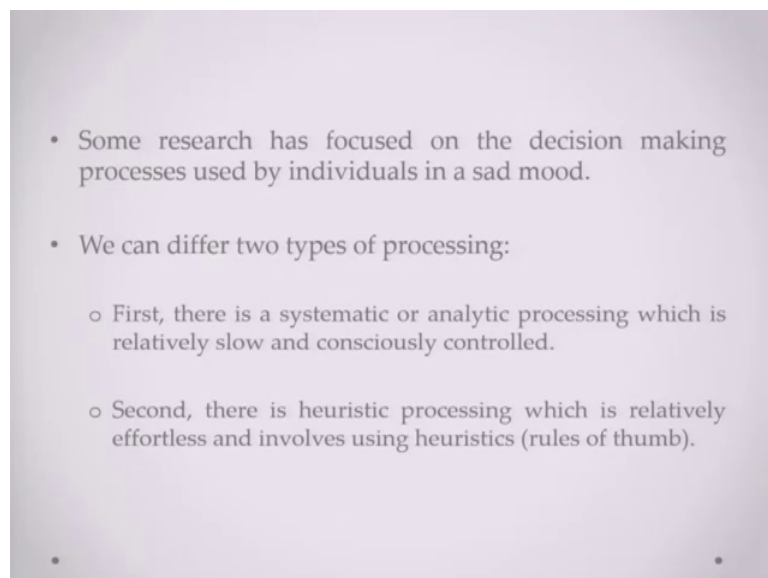 • Some research has focused on the decision making
processes used by individuals in a sad mood.
• We can differ two types of processing:
o First, there is a systematic or analytic processing which is
relatively slow and consciously controlled.
o Second, there is heuristic processing which is relatively
effortless and involves using heuristics (rules of thumb).